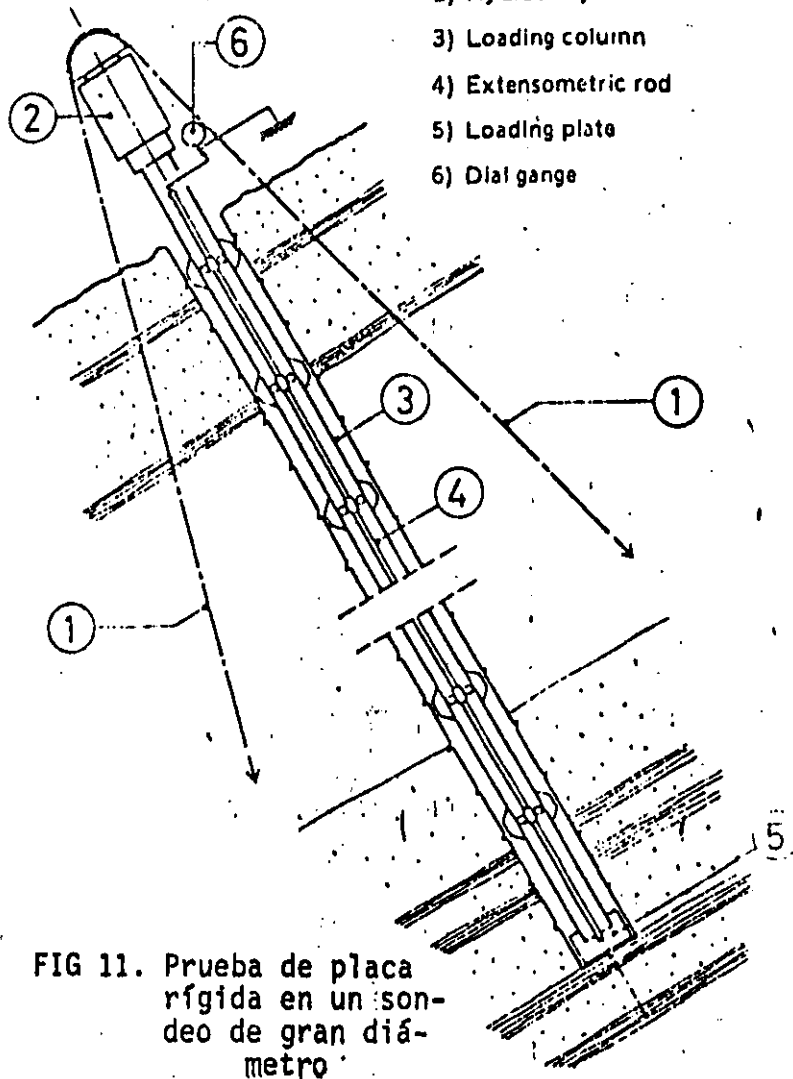 3) Loading column
4) Extensometric rod
5) Loading plate
6) Dial gange
6
2
3
1
4
1
5
FIG 11. Prueba de placa
rígida en un son-
deo de gran diá-
metro